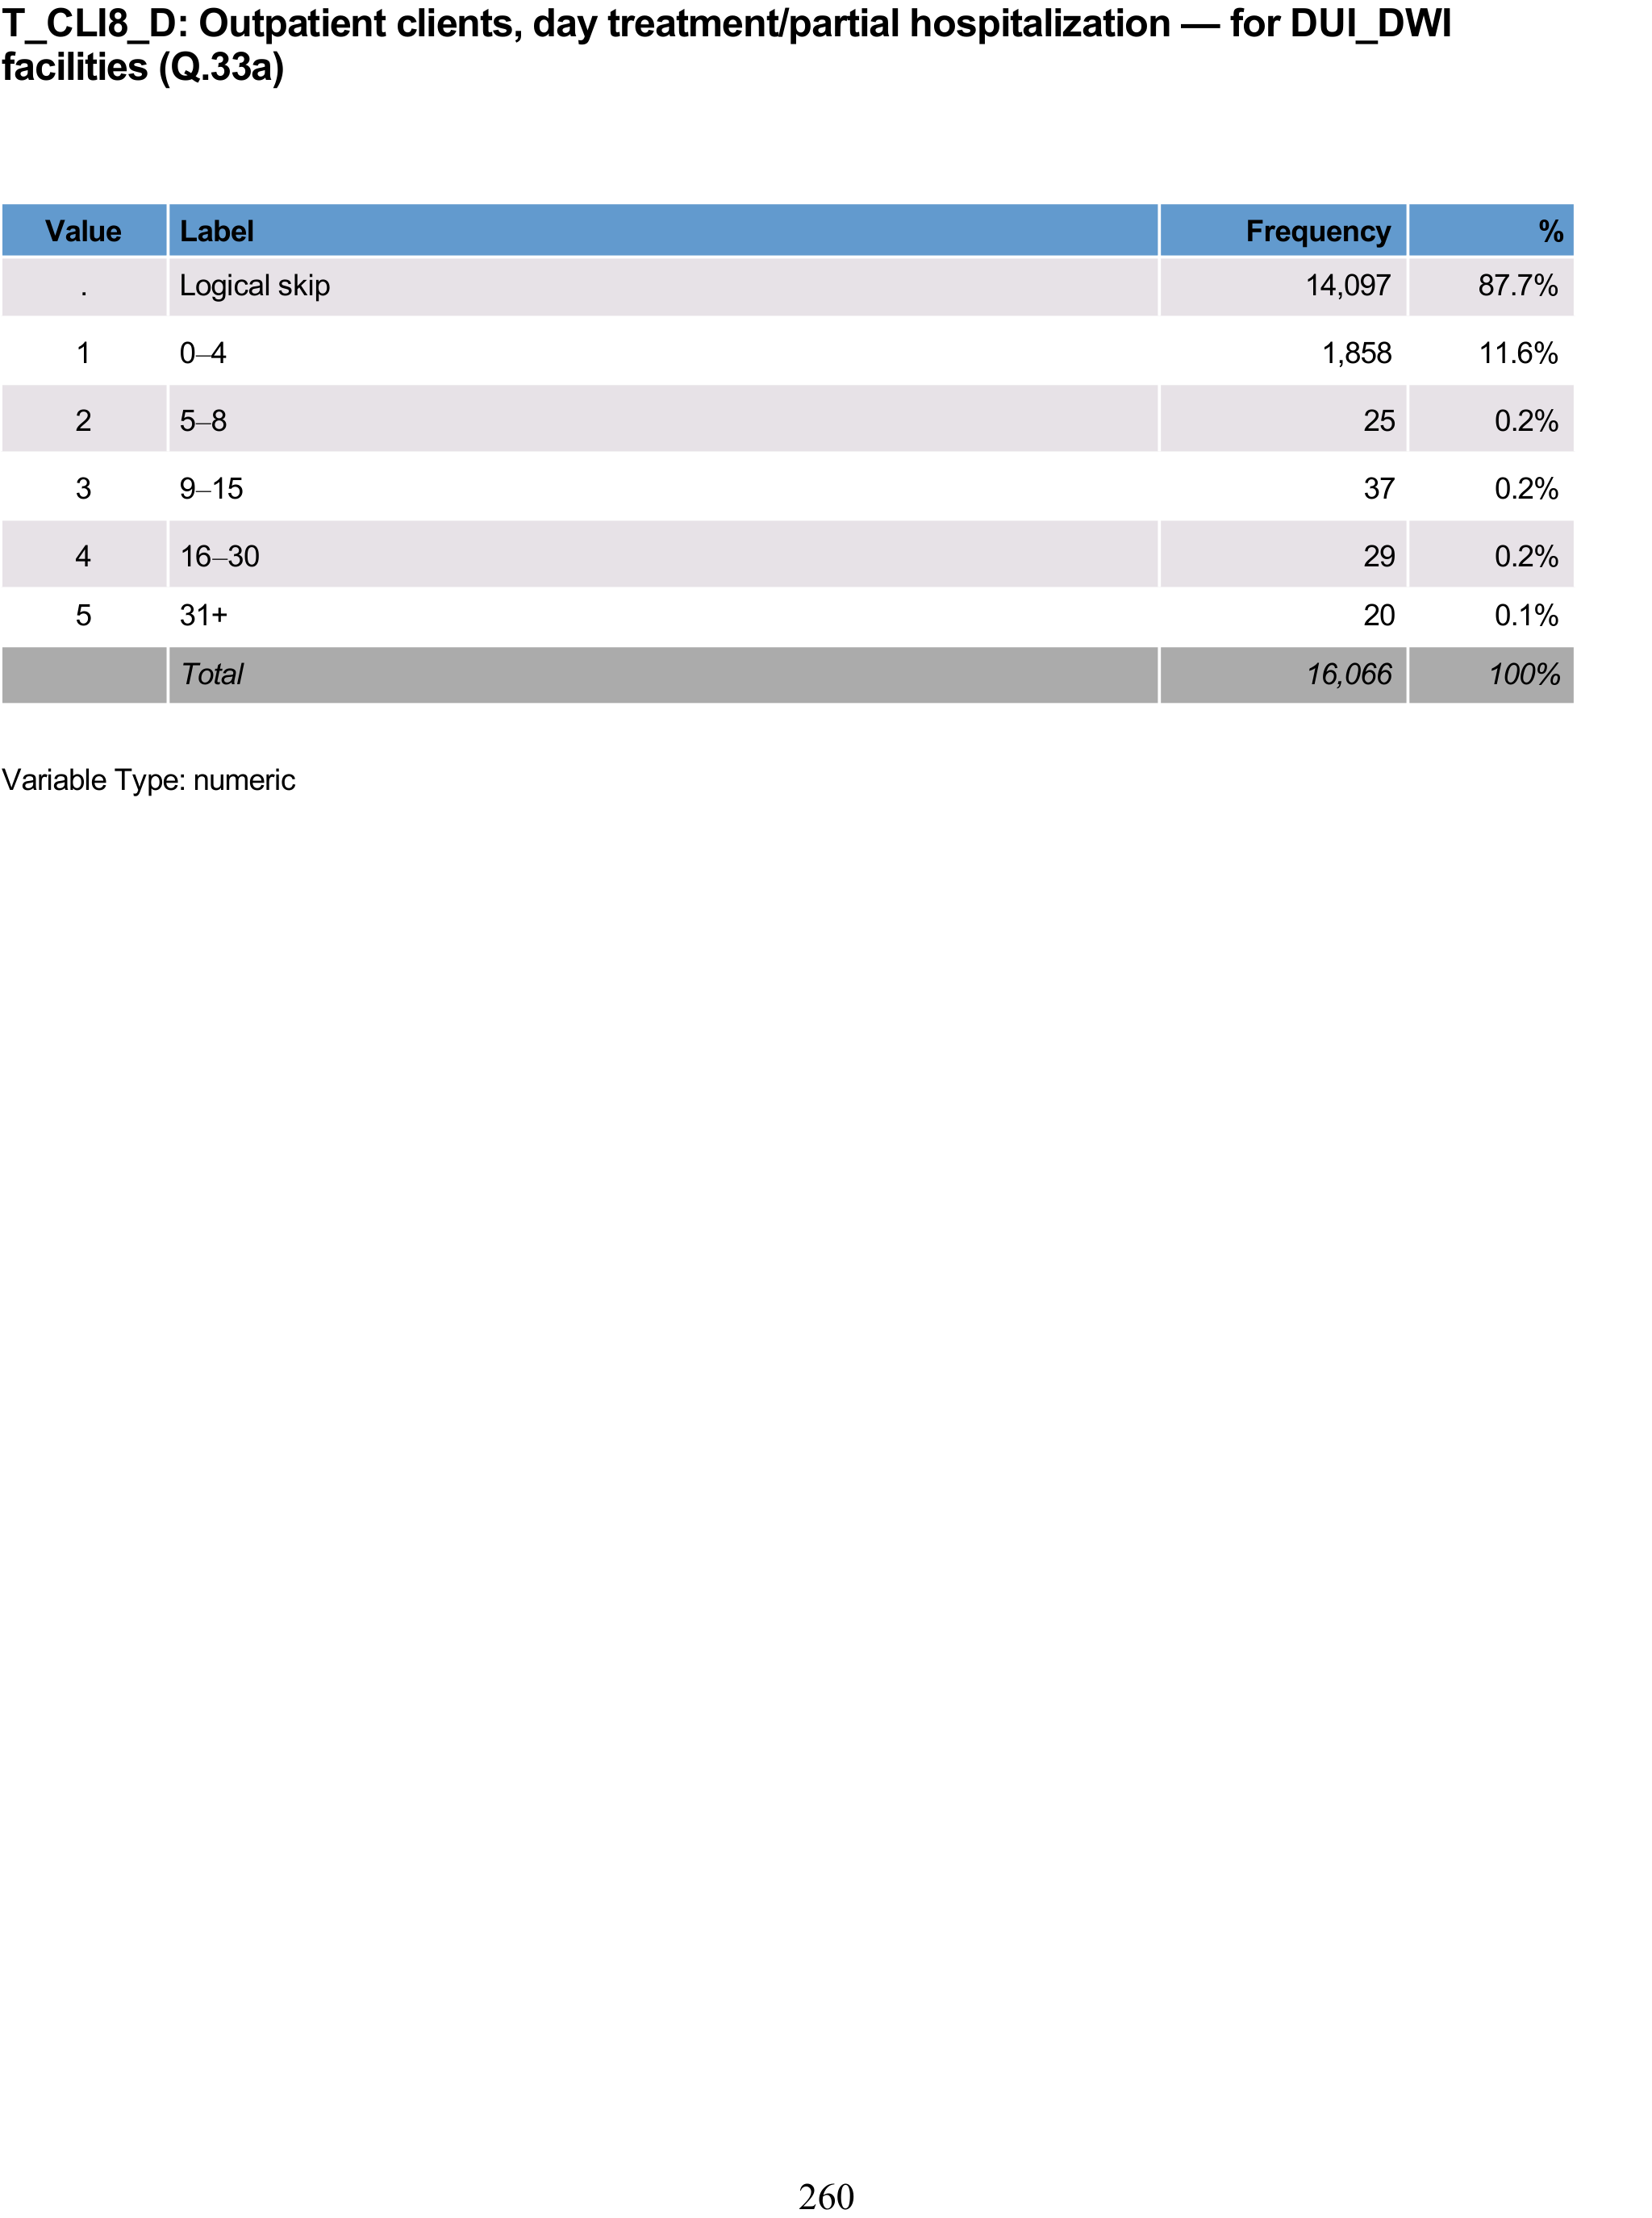 T_CLI8_D: Outpatient clients, day treatment/partial hospitalization — for DUI_DWI
facilities (Q.33a)
Value Label Frequency %
. Logical skip 14,097 87.7%
1 0–4 1,858 11.6%
2 5–8 25 0.2%
3 9–15 37 0.2%
4 16–30 29 0.2%
5 31+ 20 0.1%
Total 16,066 100%
Variable Type: numeric
260